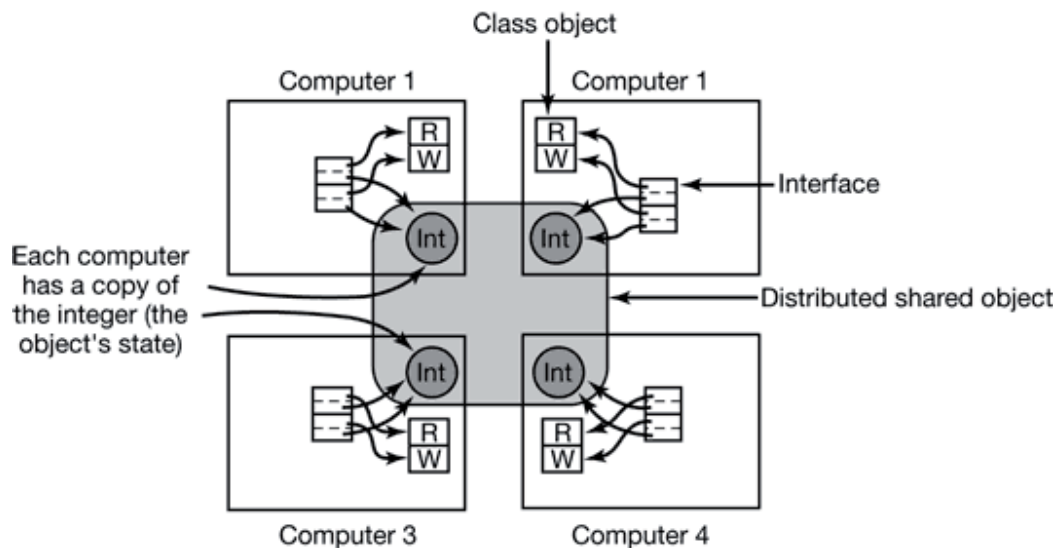 Class object
Computer 1
Computer 1
R
W
R
W
Interface
Int
Int
Each computer
has a copy of
the integer (the
object's state)
Distributed shared object
Int
Int
R
W
R
W
Computer 3
Computer 4